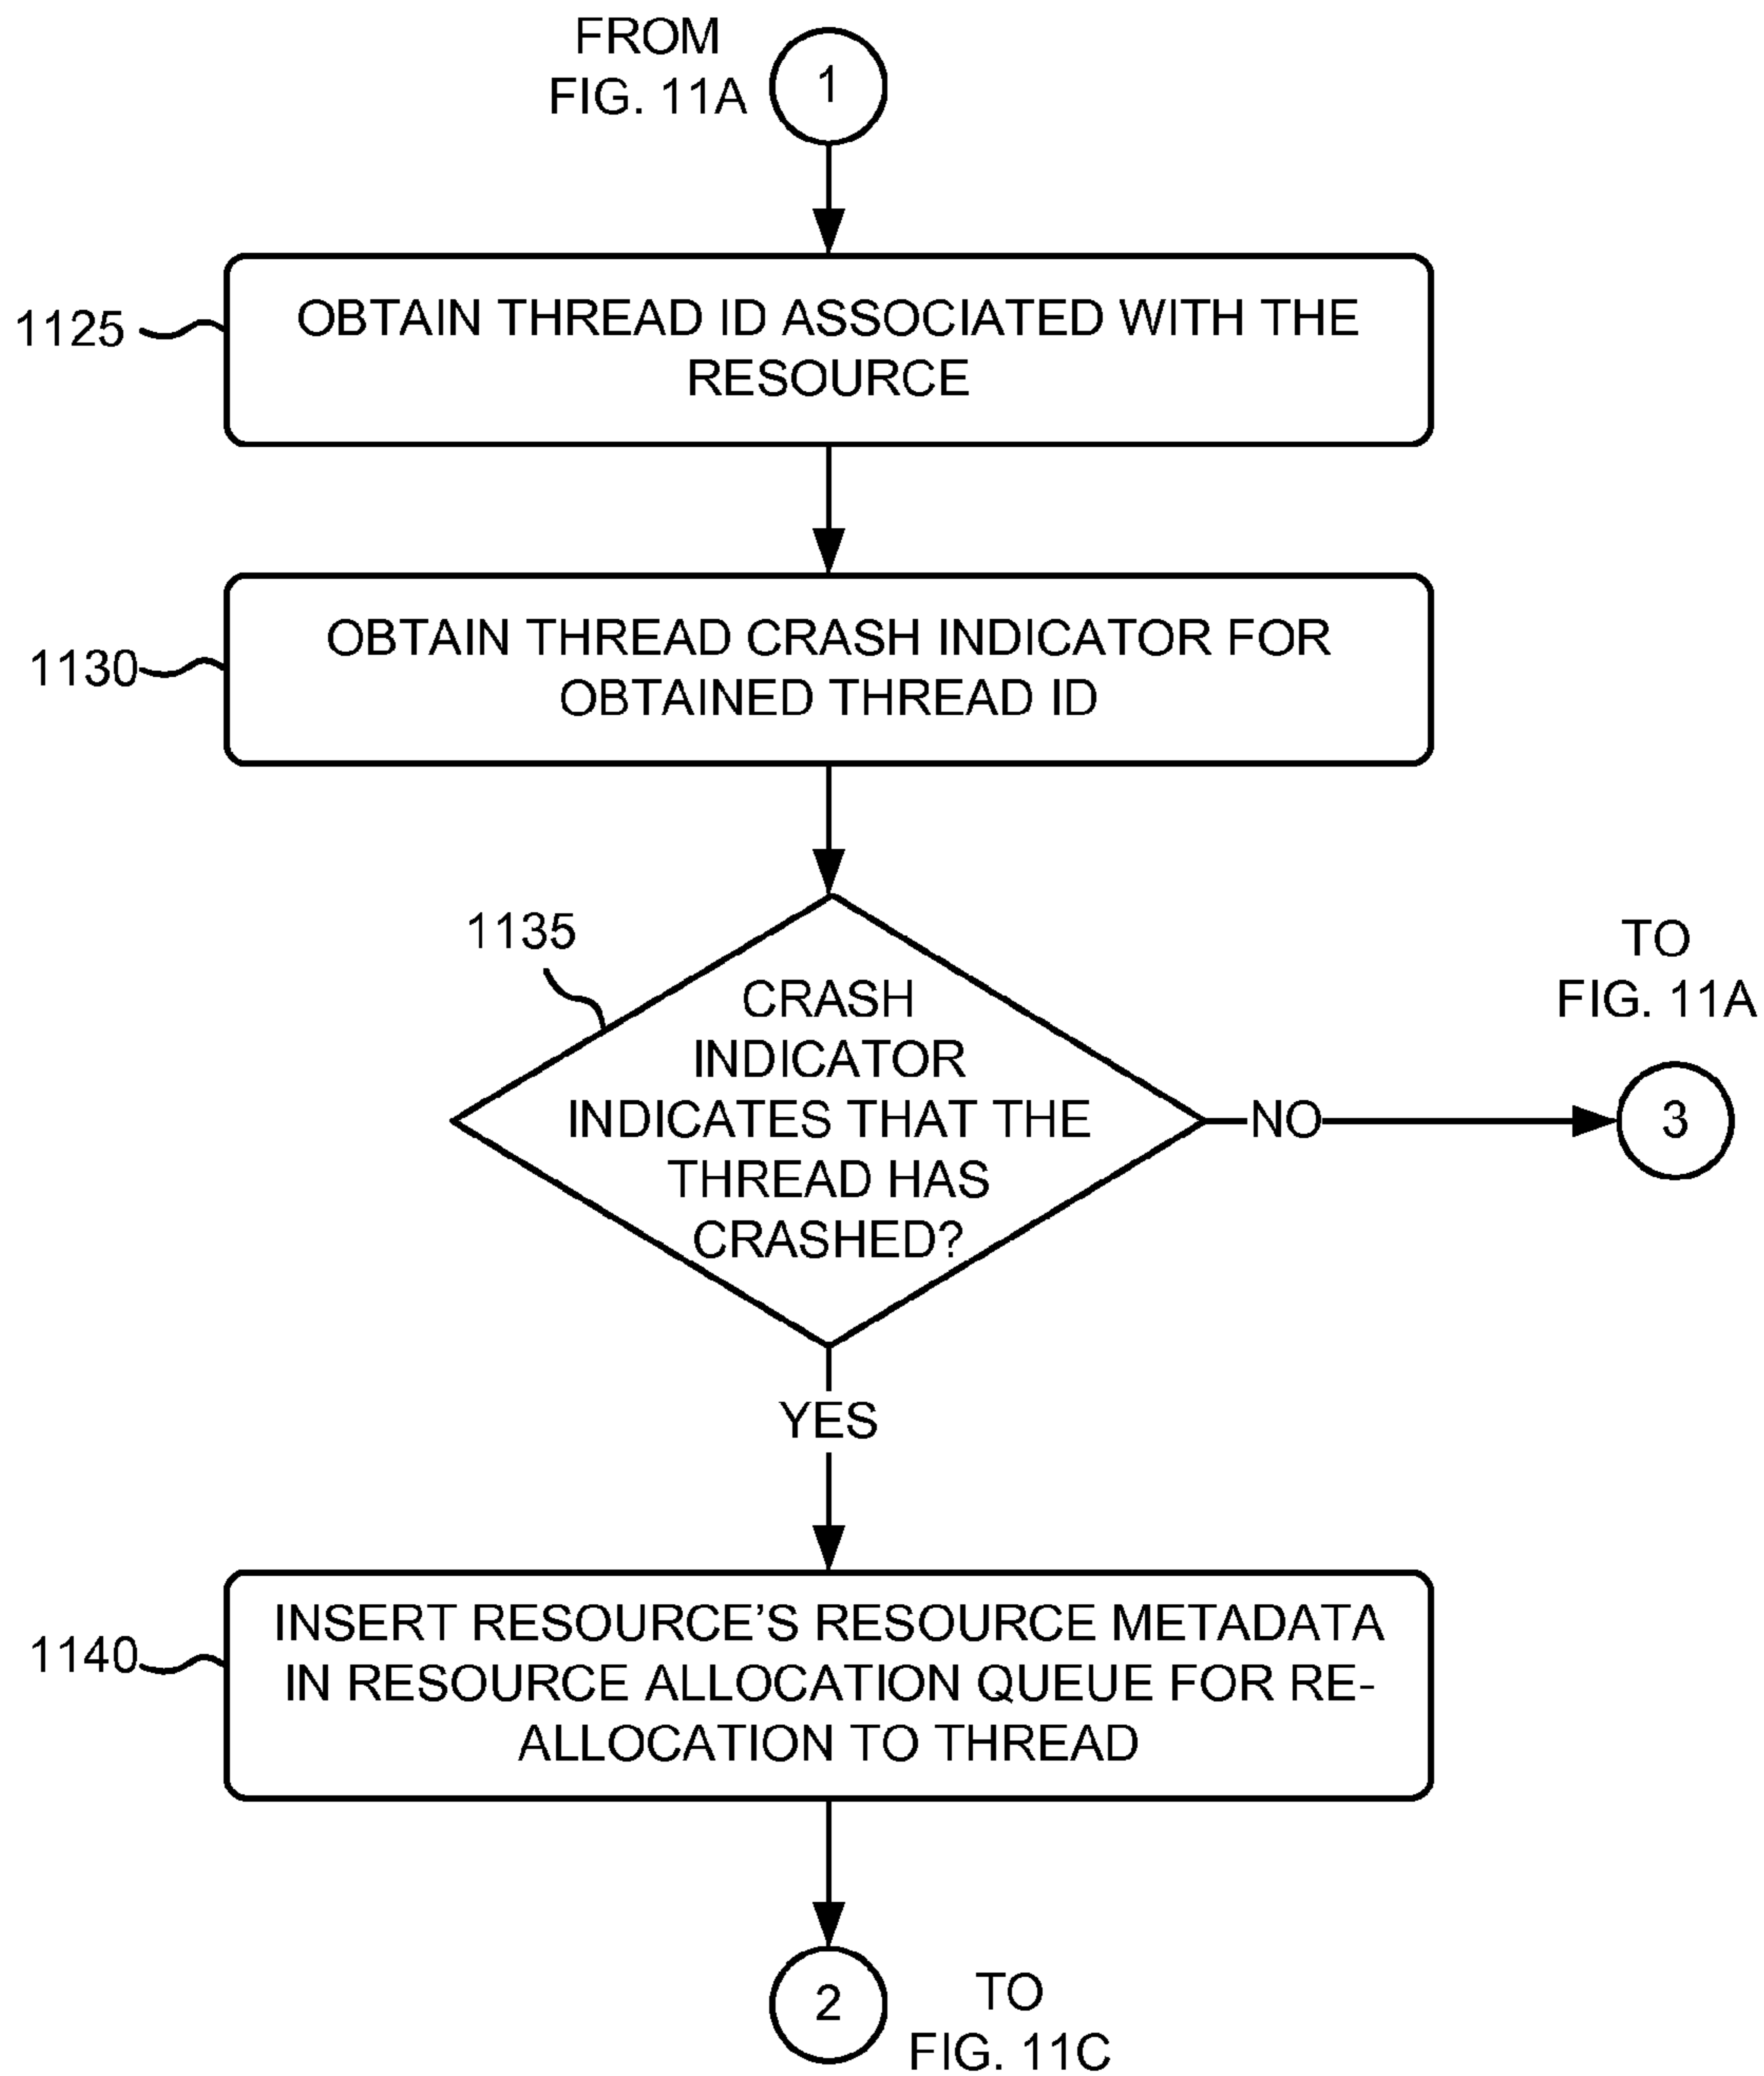 FROM
FIG. 11A
1
1125
OBTAIN THREAD ID ASSOCIATED WITH THE
RESOURCE
1130
OBTAIN THREAD CRASH INDICATOR FOR
OBTAINED THREAD ID
1135
CRASH
INDICATOR
INDICATES THAT THE
THREAD HAS
CRASHED?
NO
TO
FIG. 11A
3
YES
1140
INSERT RESOURCE’S RESOURCE METADATA
IN RESOURCE ALLOCATION QUEUE FOR RE-
ALLOCATION TO THREAD
2
TO
FIG. 11C